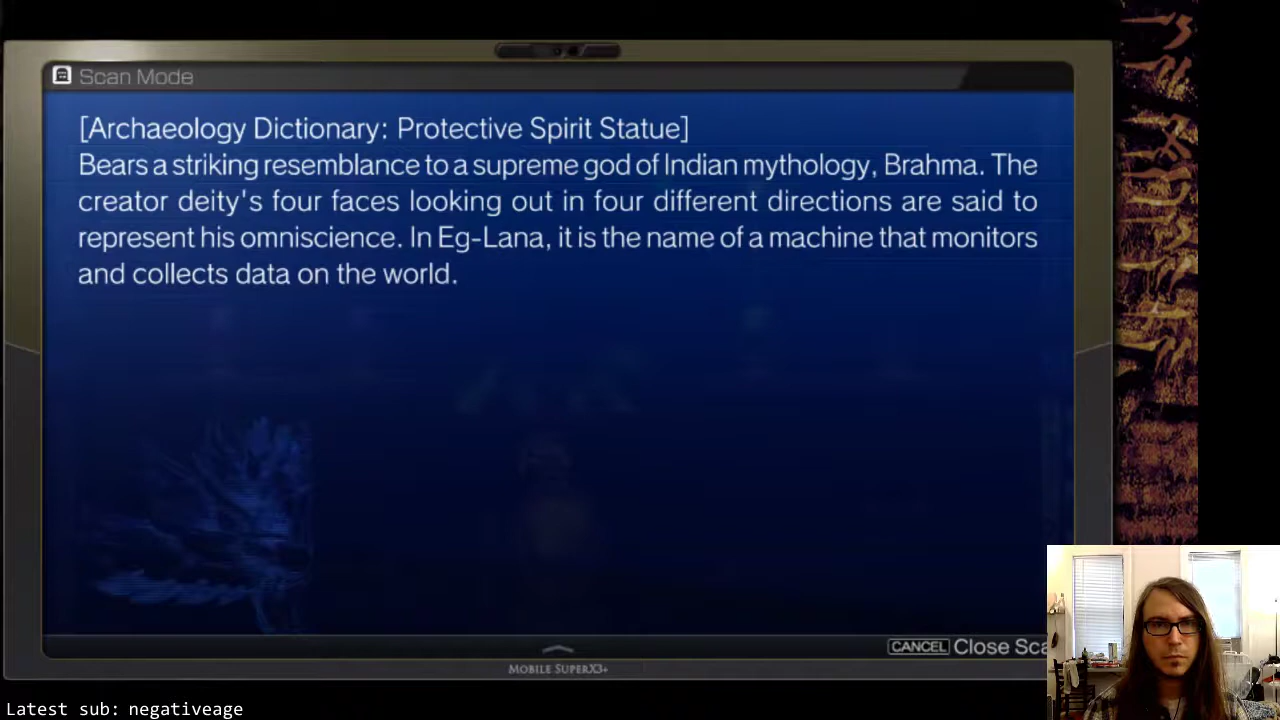 Scan Mode
[Archaeology Dictionary: Protective Spirit Statue]
Bears a striking resemblance to a supreme god of Indian mythology, Brahma. The
creator deity's four faces looking out in four different directions are said to
represent his omniscience. In Eg-Lana, it is the name of a machine that monitors
and collects data on the world.
CANCEL Close Sca
MOBILE SUPERX3+
Latest sub: negativeage